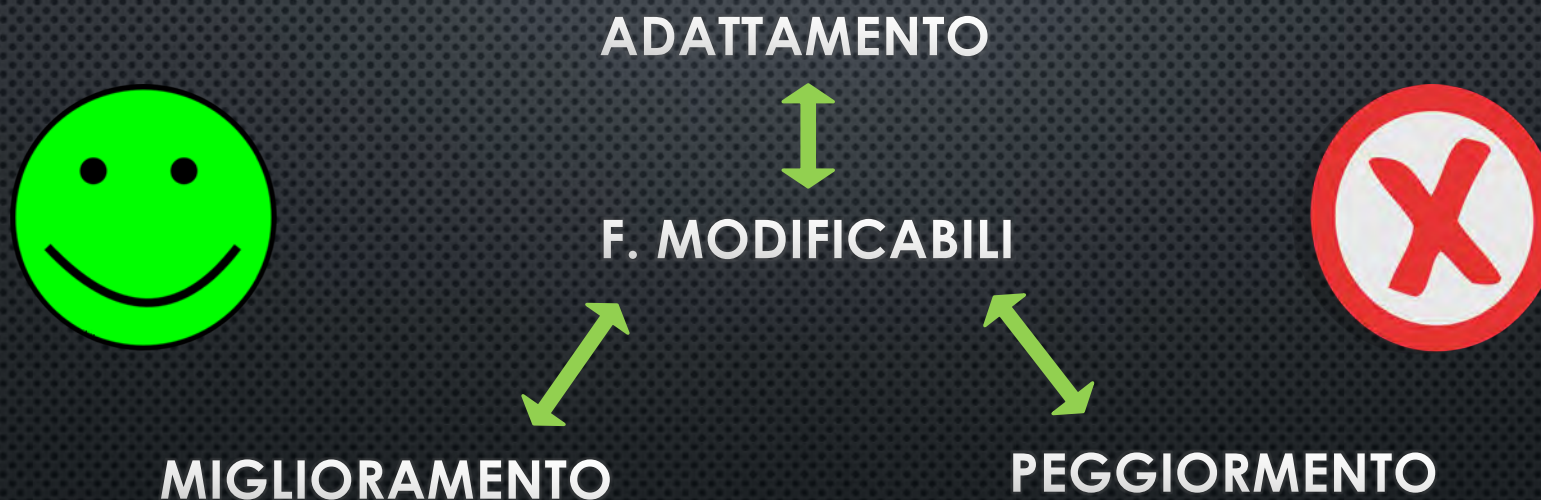 ADATTAMENTO
F. MODIFICABILI
MIGLIORAMENTO
PEGGIORMENTO